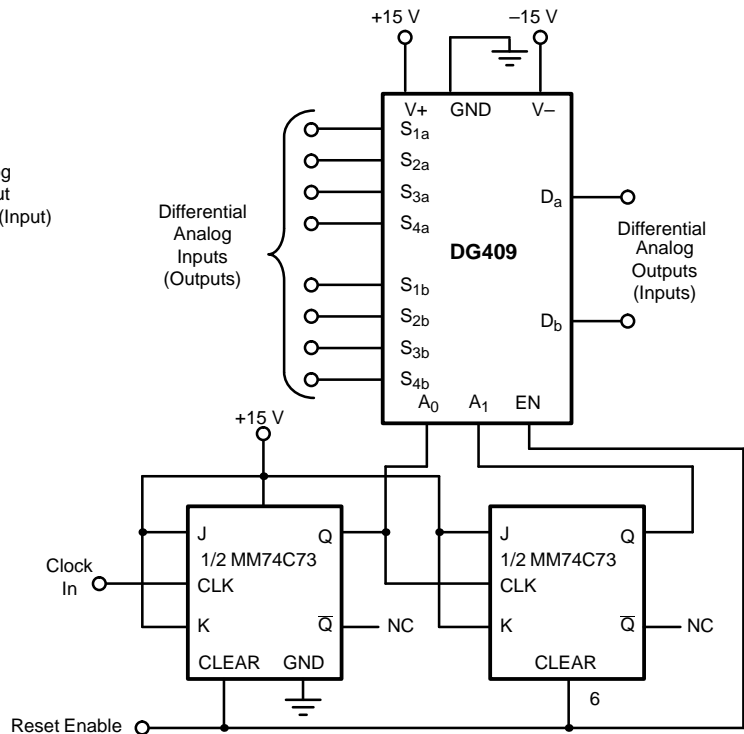 +15 V
–15 V
V+ GND V–
S1a
S2a
S3a
S4a
S1b
S2b
S3b
S4b
(Input)
Differential
Analog
Inputs
(Outputs)
DG409
Da
Db
Differential
Analog
Outputs
(Inputs)
A0 A1 EN
+15 V
J Q
1/2 MM74C73
CLK
K Q
CLEAR GND
NC
Clock
In
J Q
1/2 MM74C73
CLK
K Q
CLEAR
NC
6
Reset Enable